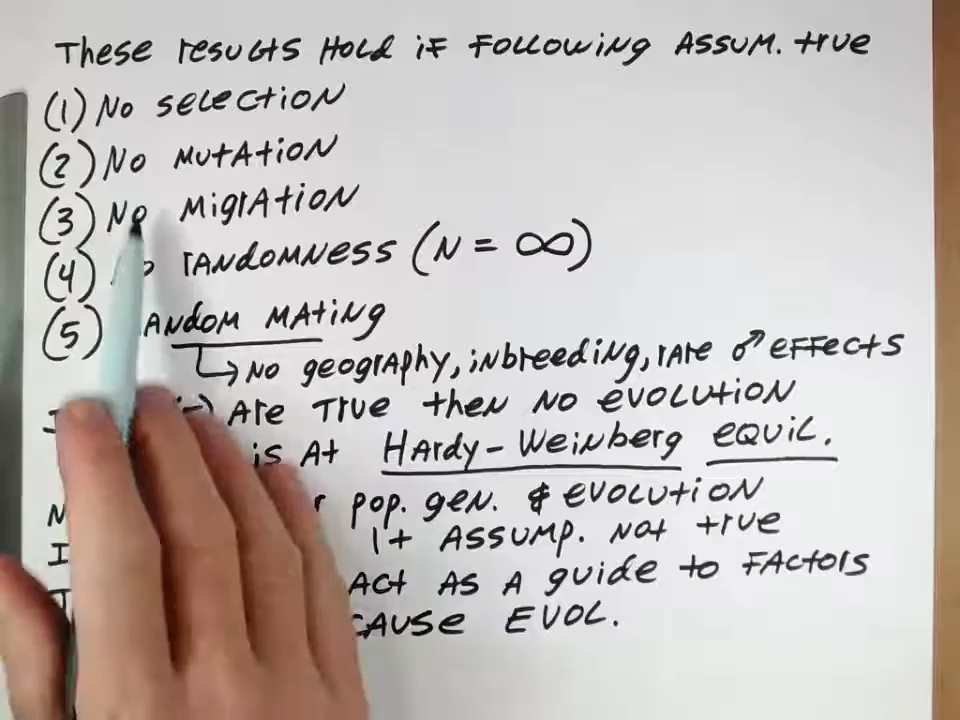 These results Hold if Following Assum. true
(1) No selection
(2) No Mutation
(3) No Migration
(4) randomness (N = ∞)
(5) Mating
↳ No geography, inbreeding, rare ♂ effects
Are True then No evolution
is At Hardy-Weinberg equil.
pop. gen. & evolution
1+ Assump. Not true
Act As A guide to Factors
cause Evol.